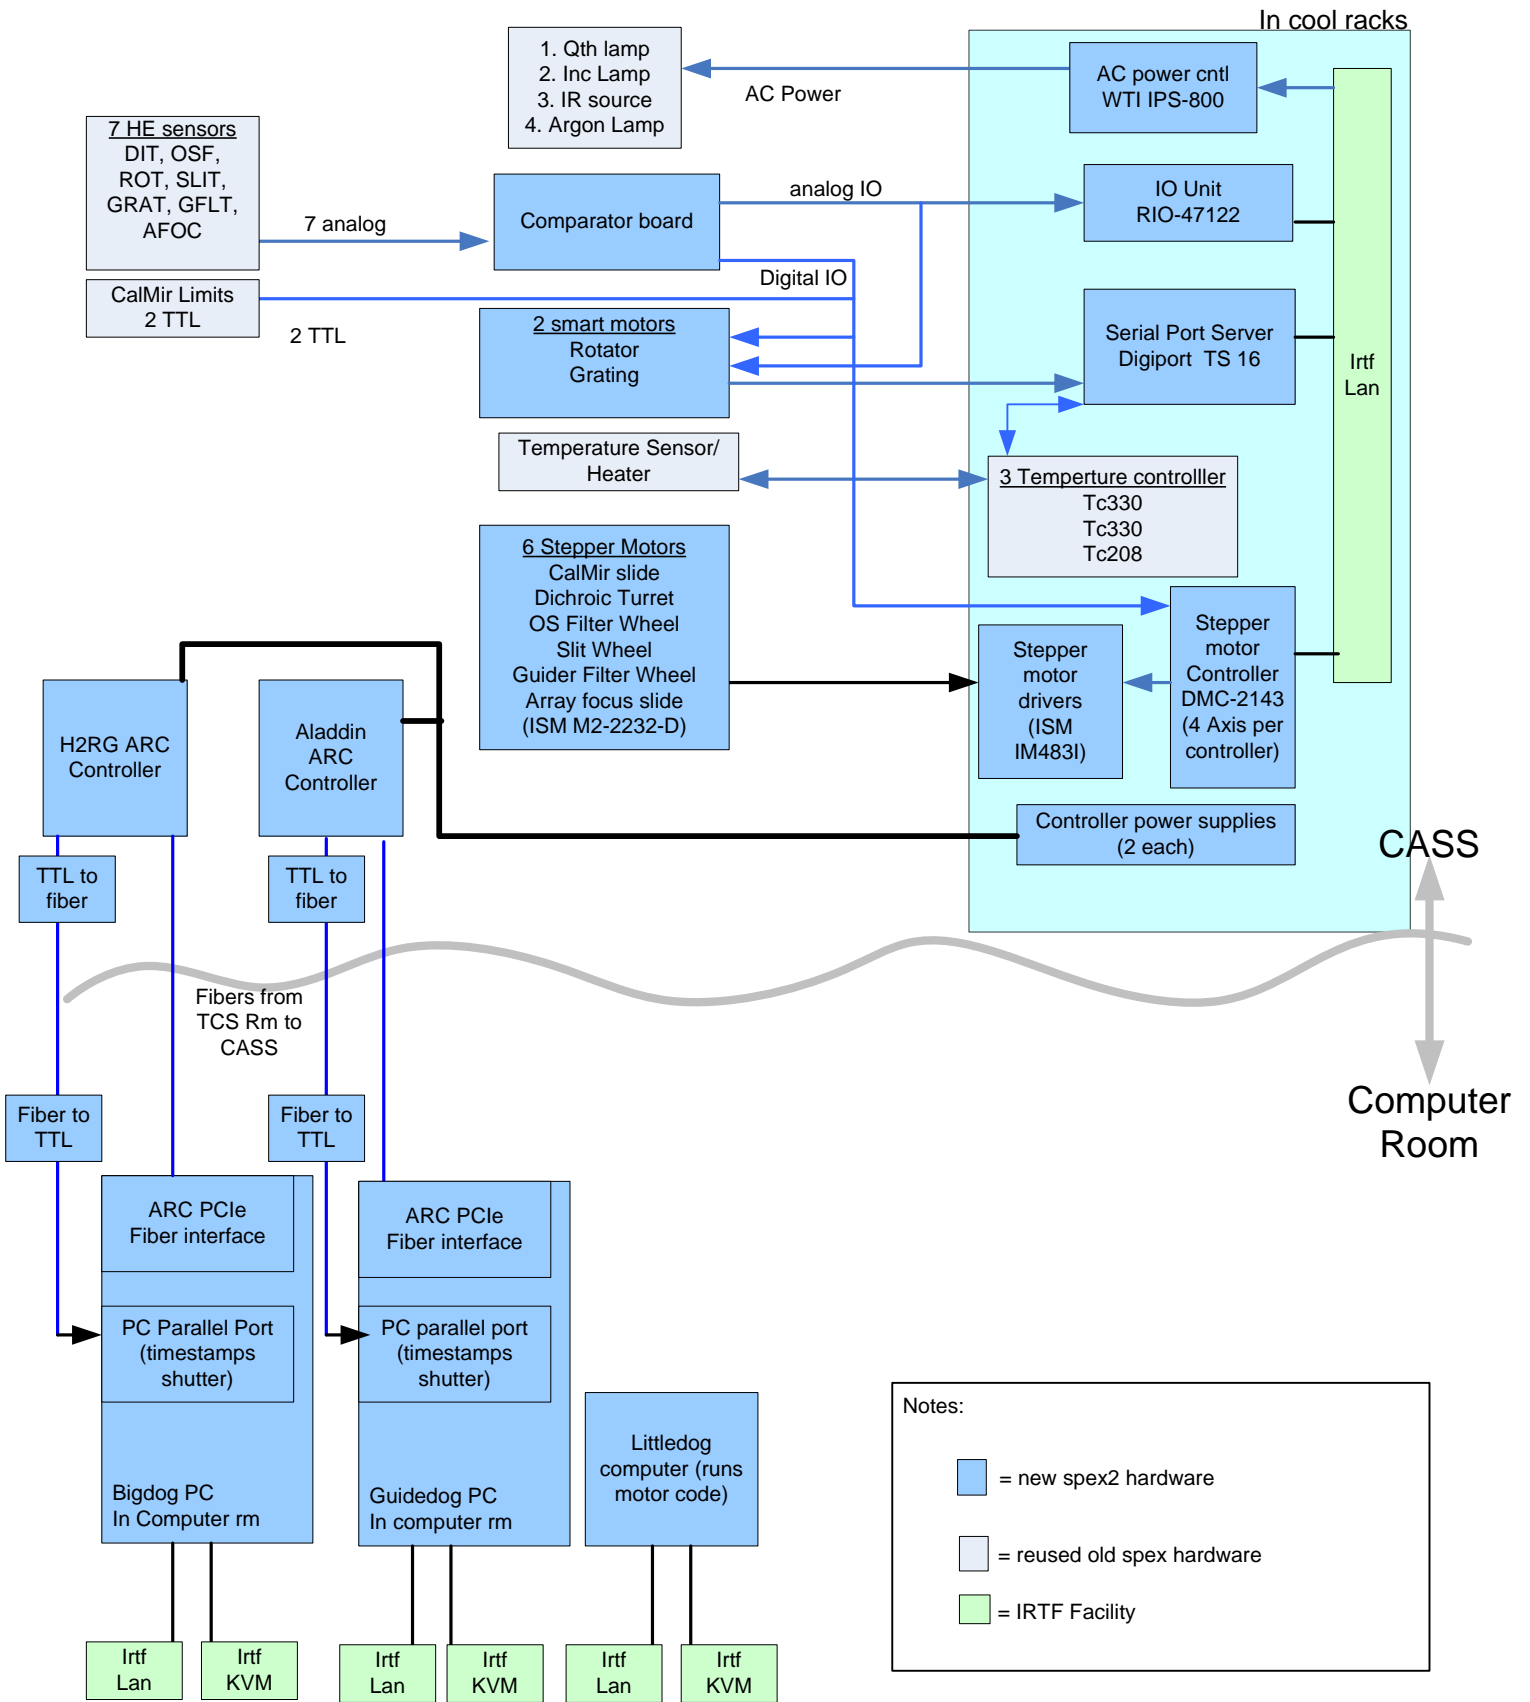 In cool racks
1. Qth lamp
2. Inc Lamp
3. IR source
4. Argon Lamp
AC Power
AC power cntl
WTI IPS-800
7 HE sensors
DIT, OSF,
ROT, SLIT,
GRAT, GFLT,
AFOC
7 analog
Comparator board
analog IO
IO Unit
RIO-47122
Digital IO
CalMir Limits
2 TTL
2 TTL
2 smart motors
Rotator
Grating
Serial Port Server
Digiport  TS 16
Irtf
Lan
Temperature Sensor/
Heater
3 Temperture controlller
Tc330
Tc330
Tc208
6 Stepper Motors
CalMir slide
Dichroic Turret
OS Filter Wheel
Slit Wheel
Guider Filter Wheel
Array focus slide
(ISM M2-2232-D)
Stepper
motor
drivers
(ISM
IM483I)
Stepper
motor
Controller
DMC-2143
(4 Axis per
controller)
H2RG ARC
Controller
Aladdin
ARC
Controller
Controller power supplies
(2 each)
CASS
TTL to
fiber
TTL to
fiber
Fibers from
TCS Rm to
CASS
Computer
Room
Fiber to
TTL
Fiber to
TTL
ARC PCIe
Fiber interface
ARC PCIe
Fiber interface
PC Parallel Port
(timestamps
shutter)
PC parallel port
(timestamps
shutter)
Bigdog PC
In Computer rm
Guidedog PC
In computer rm
Littledog
computer (runs
motor code)
Notes:
= new spex2 hardware
= reused old spex hardware
= IRTF Facility
Irtf
Lan
Irtf
KVM
Irtf
Lan
Irtf
KVM
Irtf
Lan
Irtf
KVM